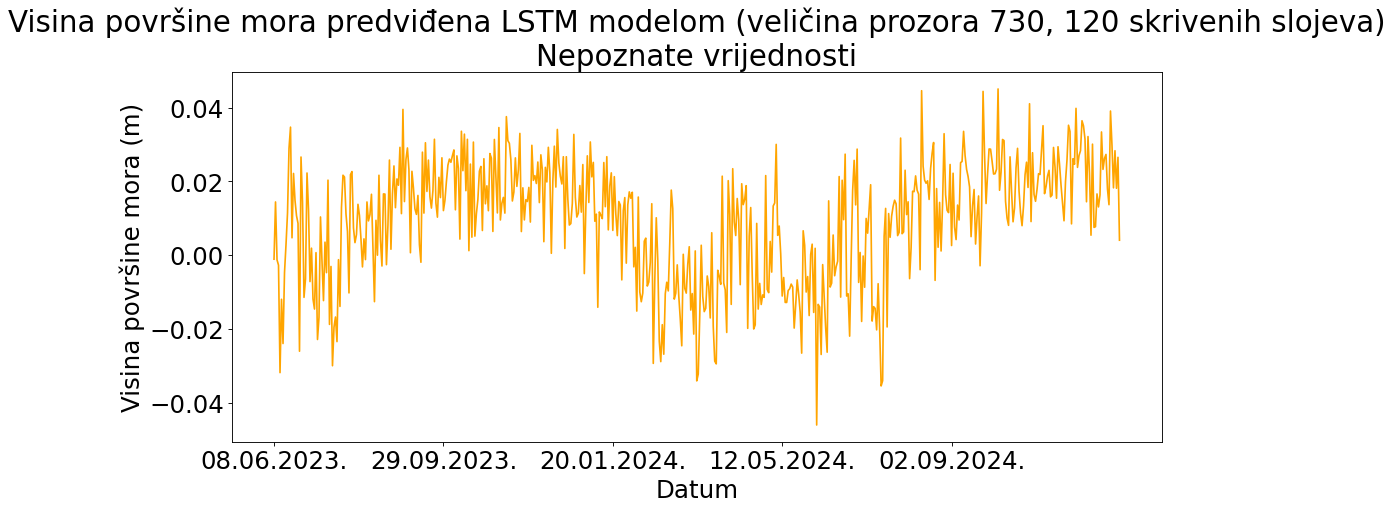 Visina površine mora predviđena LSTM modelom (veličina prozora 730, 120 skrivenih slojeva)
Nepoznate vrijednosti
Visina površine mora (m)
0.04
0.02
0.00
−0.02
−0.04
08.06.2023. 29.09.2023. 20.01.2024. 12.05.2024. 02.09.2024.
Datum